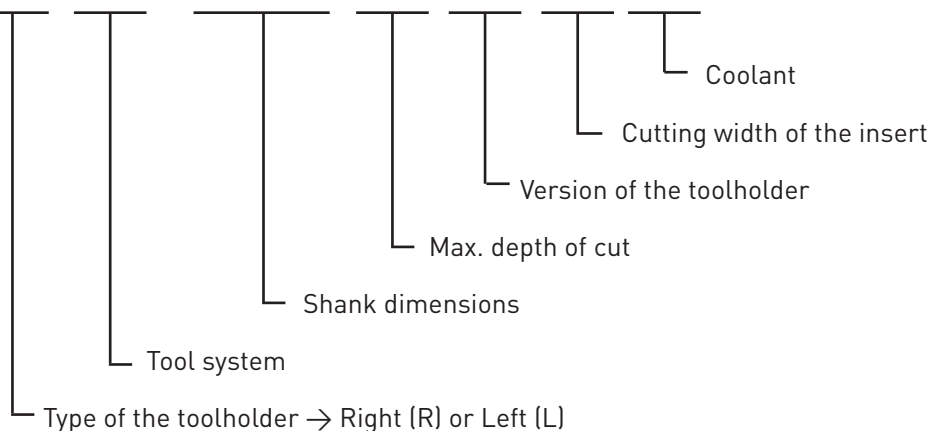 Coolant
Cutting width of the insert
Version of the toolholder
Max. depth of cut
Shank dimensions
Tool system
Type of the toolholder → Right (R) or Left (L)